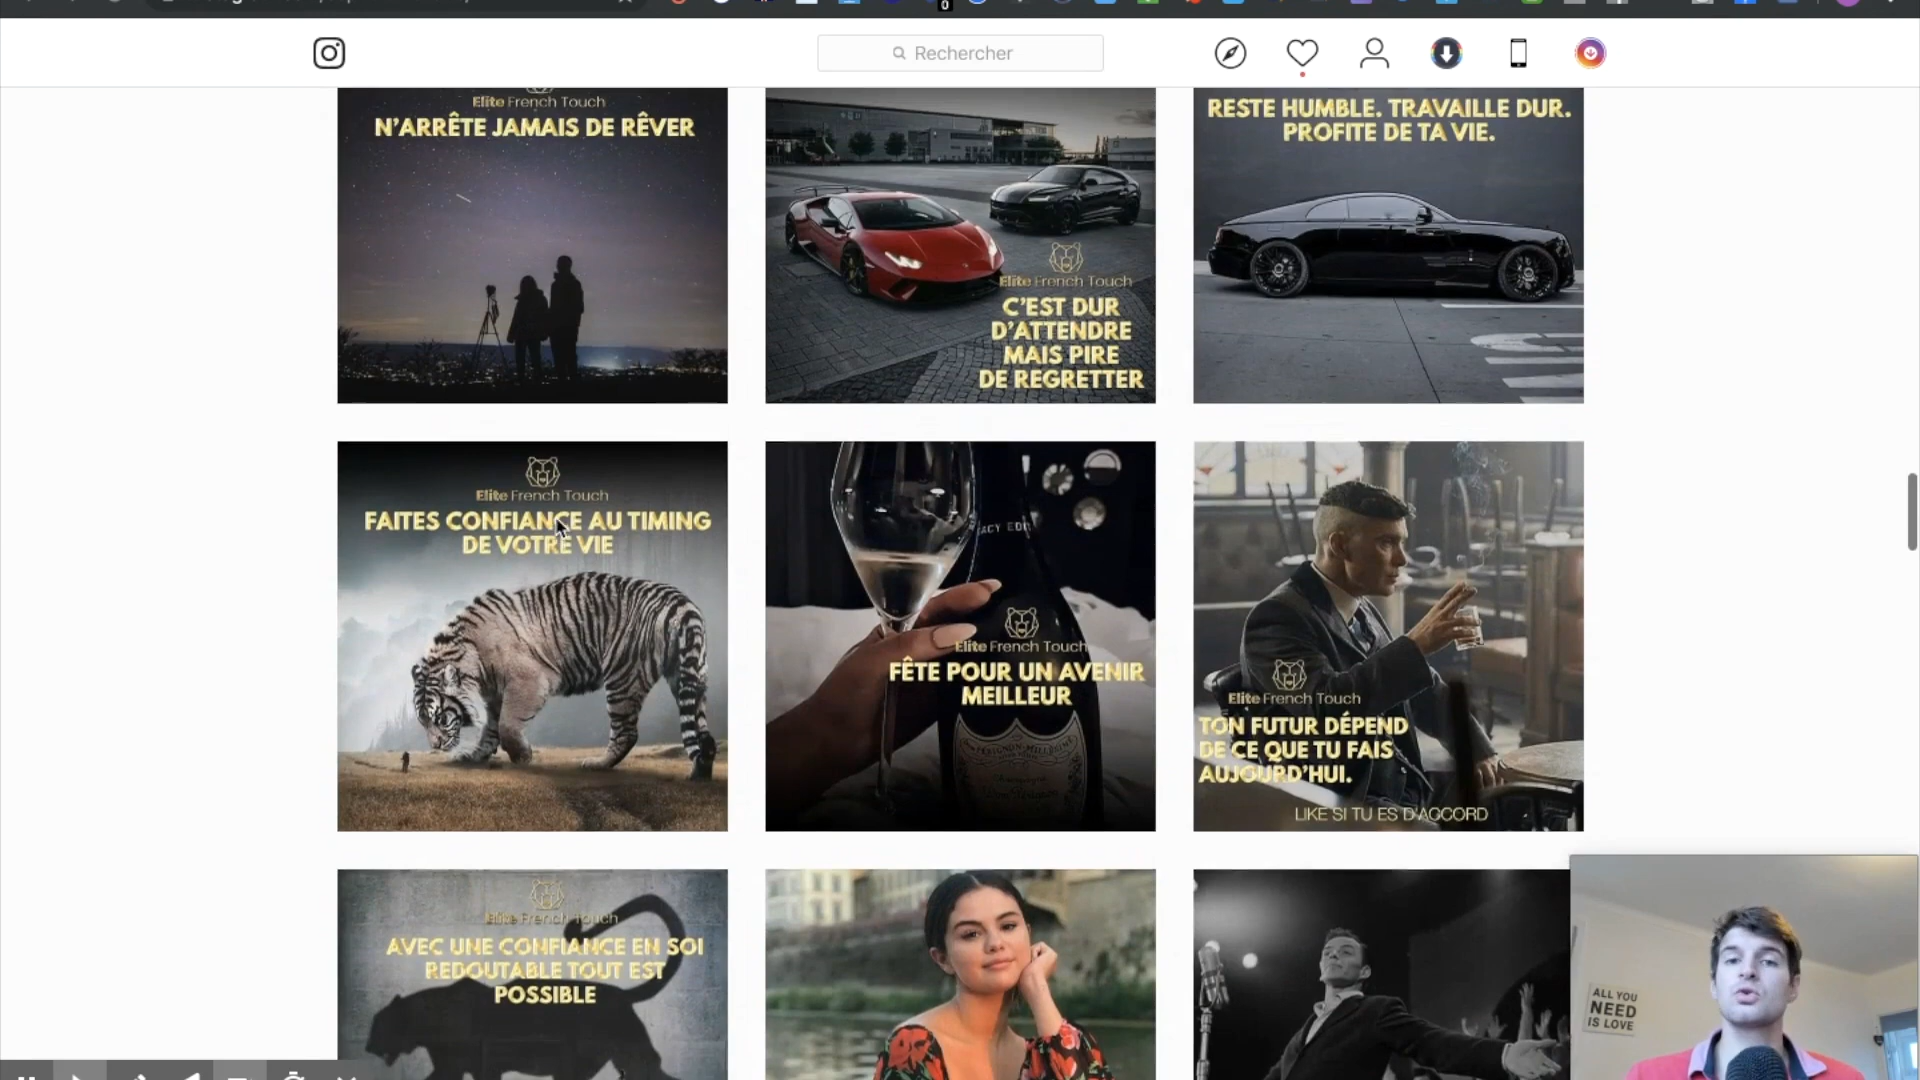 Rechercher
Elite French Touch
N'ARRÊTE JAMAIS DE RÊVER
Elite French Touch
C'EST DUR
D'ATTENDRE
MAIS PIRE
DE REGRETTER
RESTE HUMBLE. TRAVAILLE DUR.
PROFITE DE TA VIE.
Elite French Touch
FAITES CONFIANCE AU TIMING
DE VOTRE VIE
Elite French Touch
FÊTE POUR UN AVENIR
MEILLEUR
Elite French Touch
TON FUTUR DÉPEND
DE CE QUE TU FAIS
AUJOURD'HUI.
LIKE SI TU ES D'ACCORD
Elite French Touch
AVEC UNE CONFIANCE EN SOI
REDOUTABLE TOUT EST
POSSIBLE
ALL YOU
NEED
IS LOVE
0